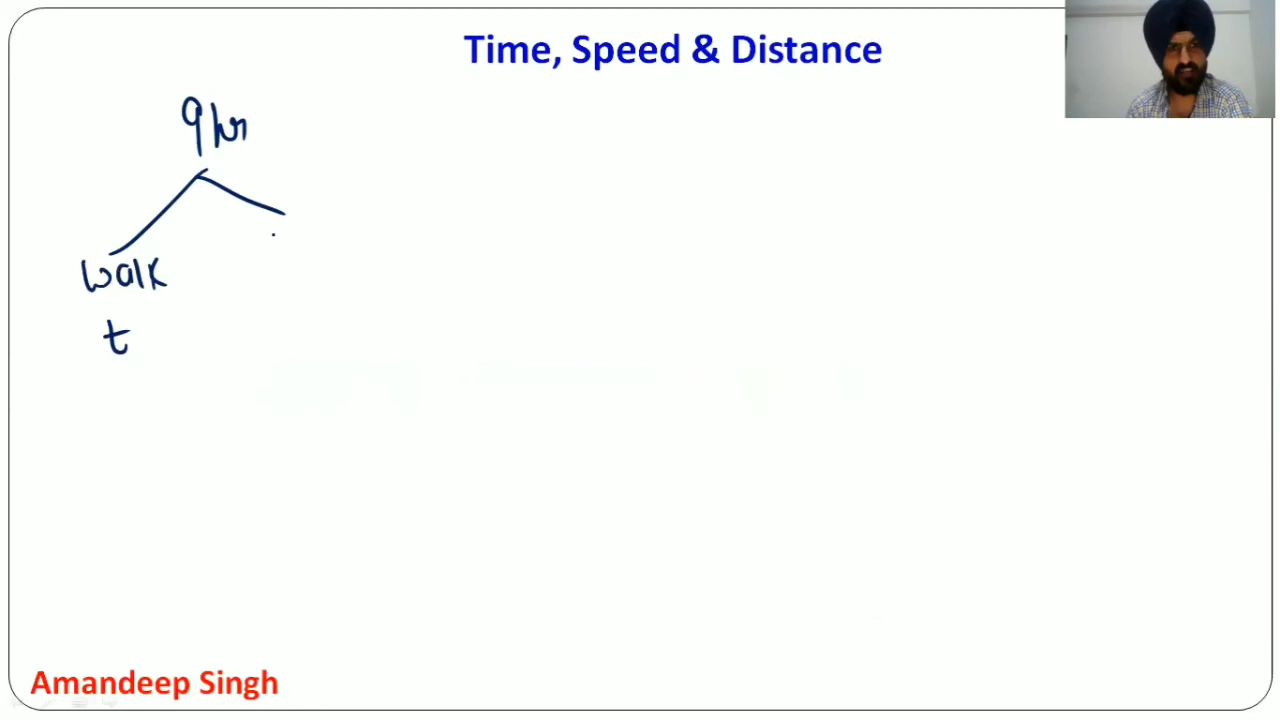 Time, Speed & Distance
9hr
walk
t
Amandeep Singh